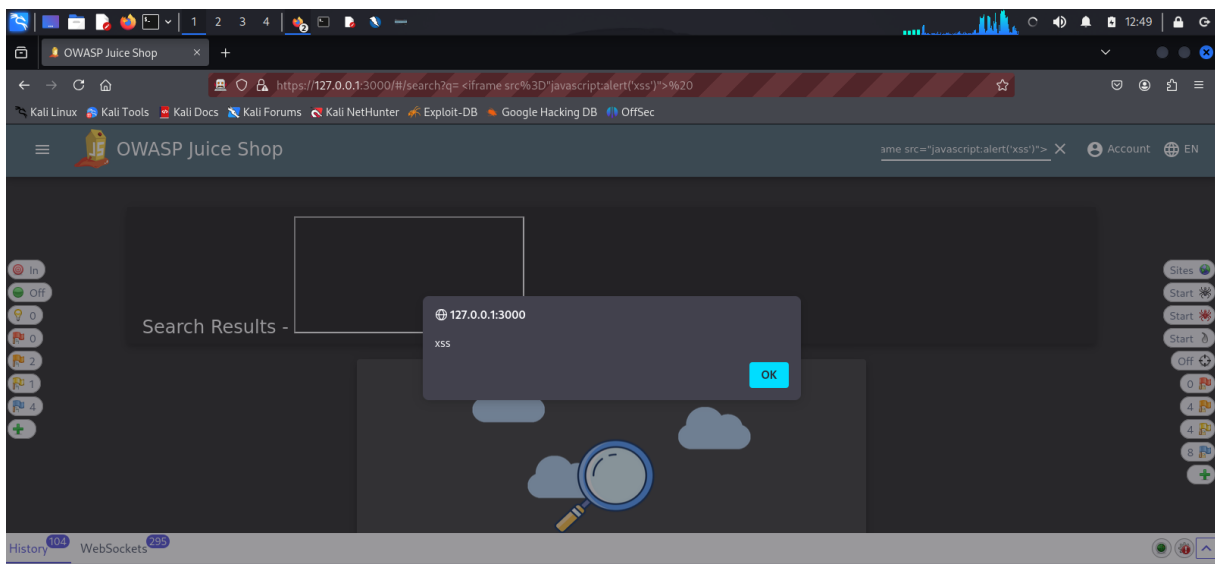 1 2 3 4 2 12:49
OWASP Juice Shop × +
https://127.0.0.1:3000/#/search?q= <iframe src%3D"javascript:alert('xss')">%20
Kali Linux Kali Tools Kali Docs Kali Forums Kali NetHunter Exploit-DB Google Hacking DB OffSec
OWASP Juice Shop ame src="javascript:alert('xss')"> Account EN
In Sites
Off Start
0 Start
0 Start
2 Off
1 0
4 4
4
8
Search Results -
127.0.0.1:3000
xss
OK
History 104 WebSockets 295